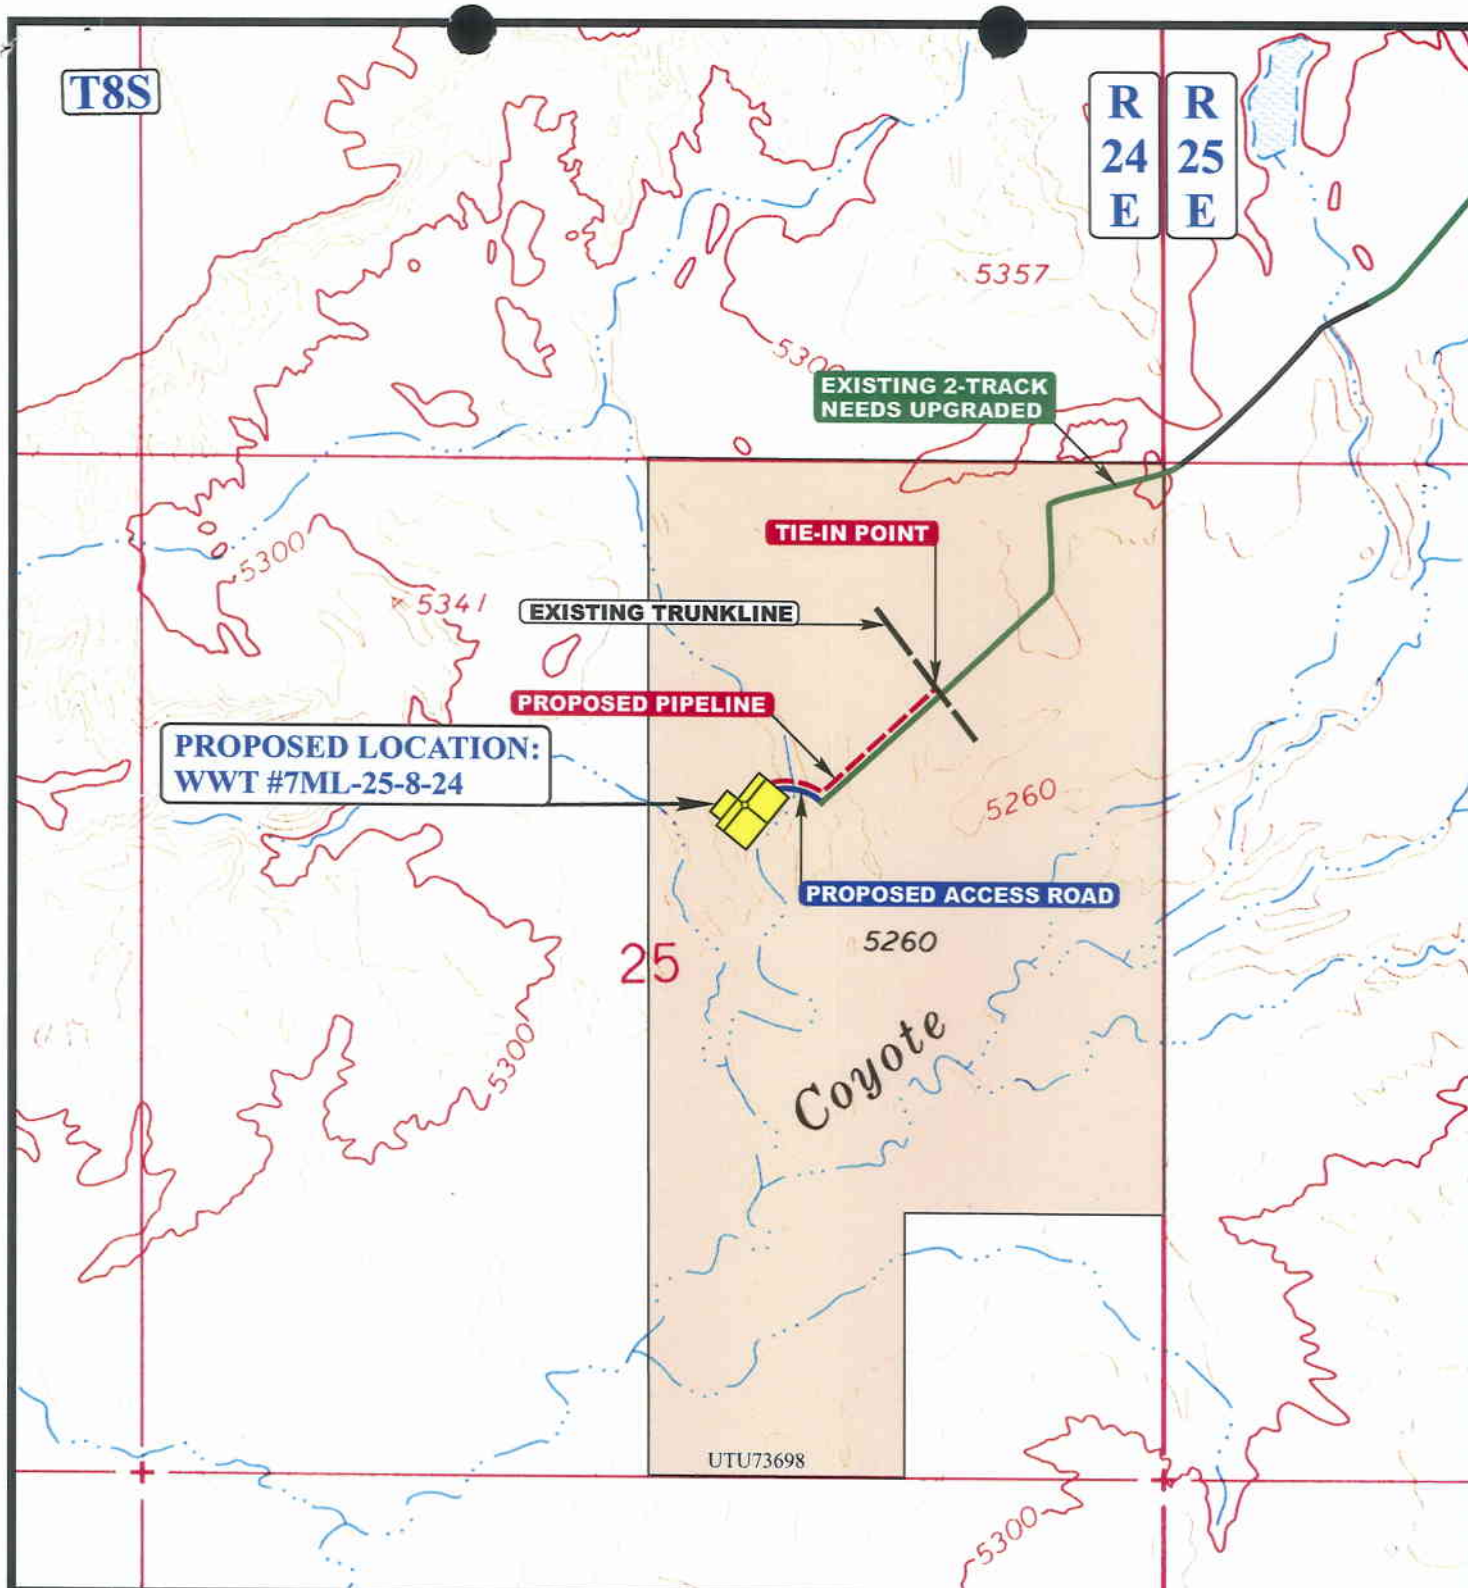 T8S
R
24
E
R
25
E
5357
5300
EXISTING 2-TRACK
NEEDS UPGRADED
TIE-IN POINT
5300
5341
EXISTING TRUNKLINE
PROPOSED PIPELINE
PROPOSED LOCATION:
WWT #7ML-25-8-24
5260
PROPOSED ACCESS ROAD
5260
25
5300
Coyote
UTU73698
5300